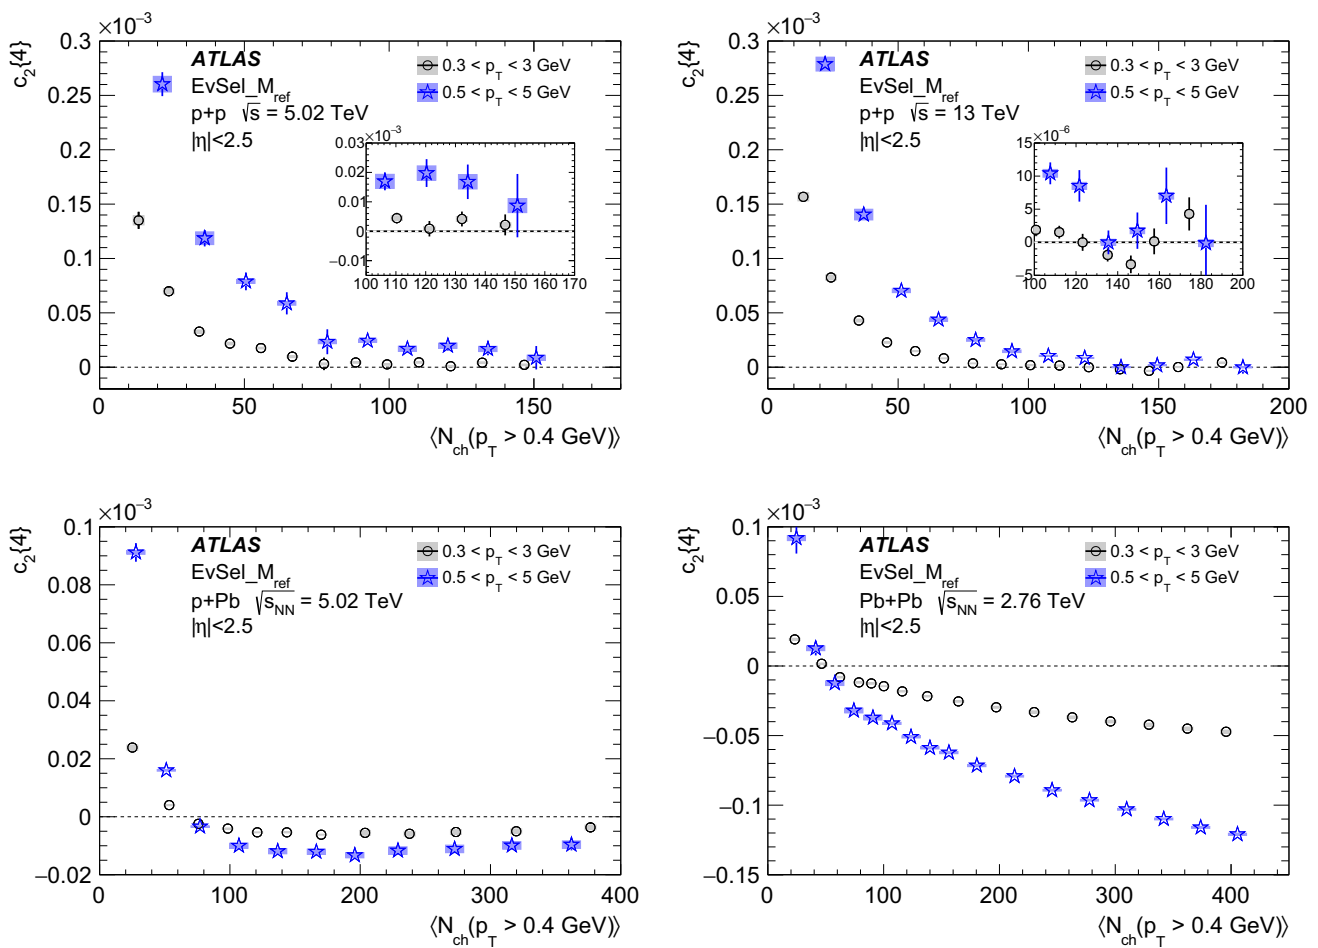 ×10⁻³
c₂{4}
0.3
0.25
0.2
0.15
0.1
0.05
0
ATLAS
EvSel_M_ref
p+p √s = 5.02 TeV
|η|<2.5
0.3 < p_T < 3 GeV
0.5 < p_T < 5 GeV
×10⁻³
0.03
0.02
0.01
0
−0.01
100 110 120 130 140 150 160 170
0 50 100 150
⟨N_ch(p_T > 0.4 GeV)⟩
×10⁻³
c₂{4}
0.3
0.25
0.2
0.15
0.1
0.05
0
ATLAS
EvSel_M_ref
p+p √s = 13 TeV
|η|<2.5
0.3 < p_T < 3 GeV
0.5 < p_T < 5 GeV
×10⁻⁶
15
10
5
0
−5
100 120 140 160 180 200
0 50 100 150 200
⟨N_ch(p_T > 0.4 GeV)⟩
×10⁻³
c₂{4}
0.1
0.08
0.06
0.04
0.02
0
−0.02
ATLAS
EvSel_M_ref
p+Pb √s_NN = 5.02 TeV
|η|<2.5
0.3 < p_T < 3 GeV
0.5 < p_T < 5 GeV
0 100 200 300 400
⟨N_ch(p_T > 0.4 GeV)⟩
×10⁻³
c₂{4}
0.1
0.05
0
−0.05
−0.1
−0.15
ATLAS
EvSel_M_ref
Pb+Pb √s_NN = 2.76 TeV
|η|<2.5
0.3 < p_T < 3 GeV
0.5 < p_T < 5 GeV
0 100 200 300 400
⟨N_ch(p_T > 0.4 GeV)⟩